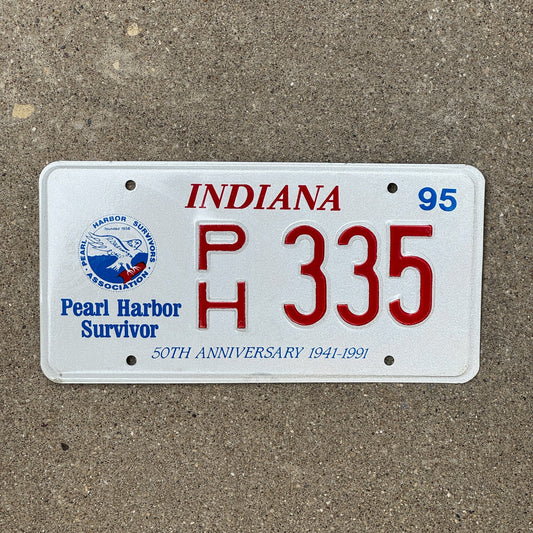 INDIANA 95
PEARL HARBOR SURVIVORS ASSOCIATION
founded 1958
PH 335
Pearl Harbor
Survivor
50TH ANNIVERSARY 1941-1991